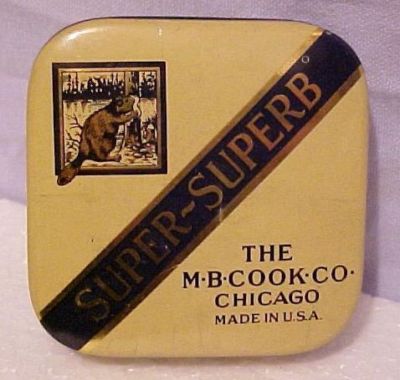 SUPER-SUPERB
THE
M·B·COOK·CO·
CHICAGO
MADE IN U.S.A.